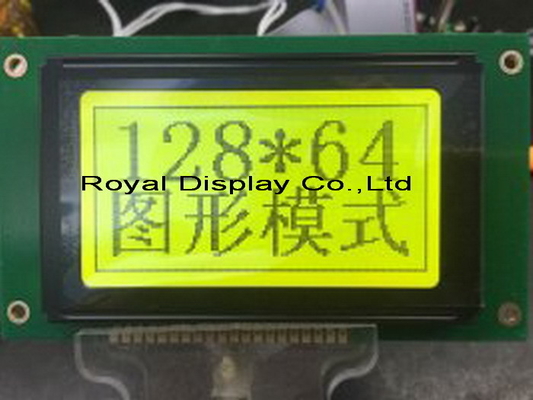 128*64
Royal Display Co.,Ltd
图形模式